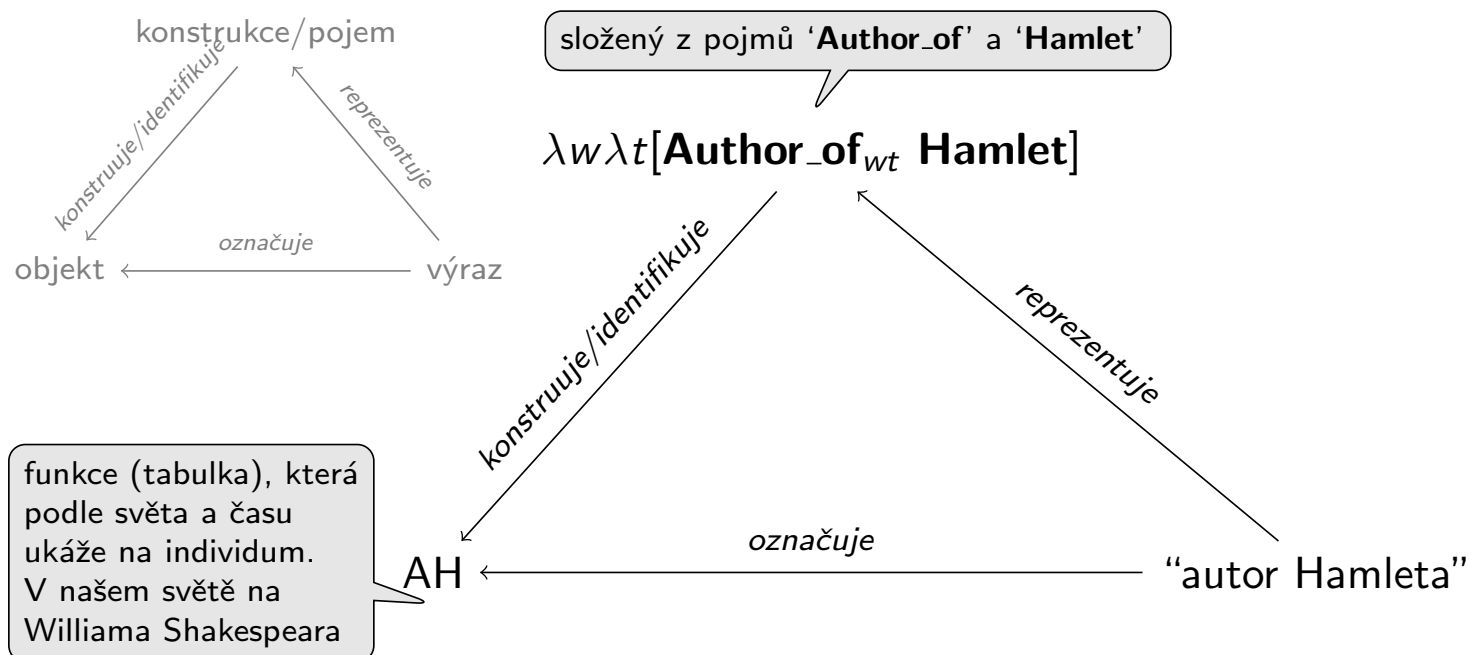 konstrukce/pojem
konstruuje/identifikuje
reprezentuje
označuje
objekt
výraz
složený z pojmů ‘Author_of’ a ‘Hamlet’
λwλt[Author_of_wt Hamlet]
konstruuje/identifikuje
reprezentuje
funkce (tabulka), která
podle světa a času
ukáže na individum.
V našem světě na
Williama Shakespeara
AH
označuje
“autor Hamleta”